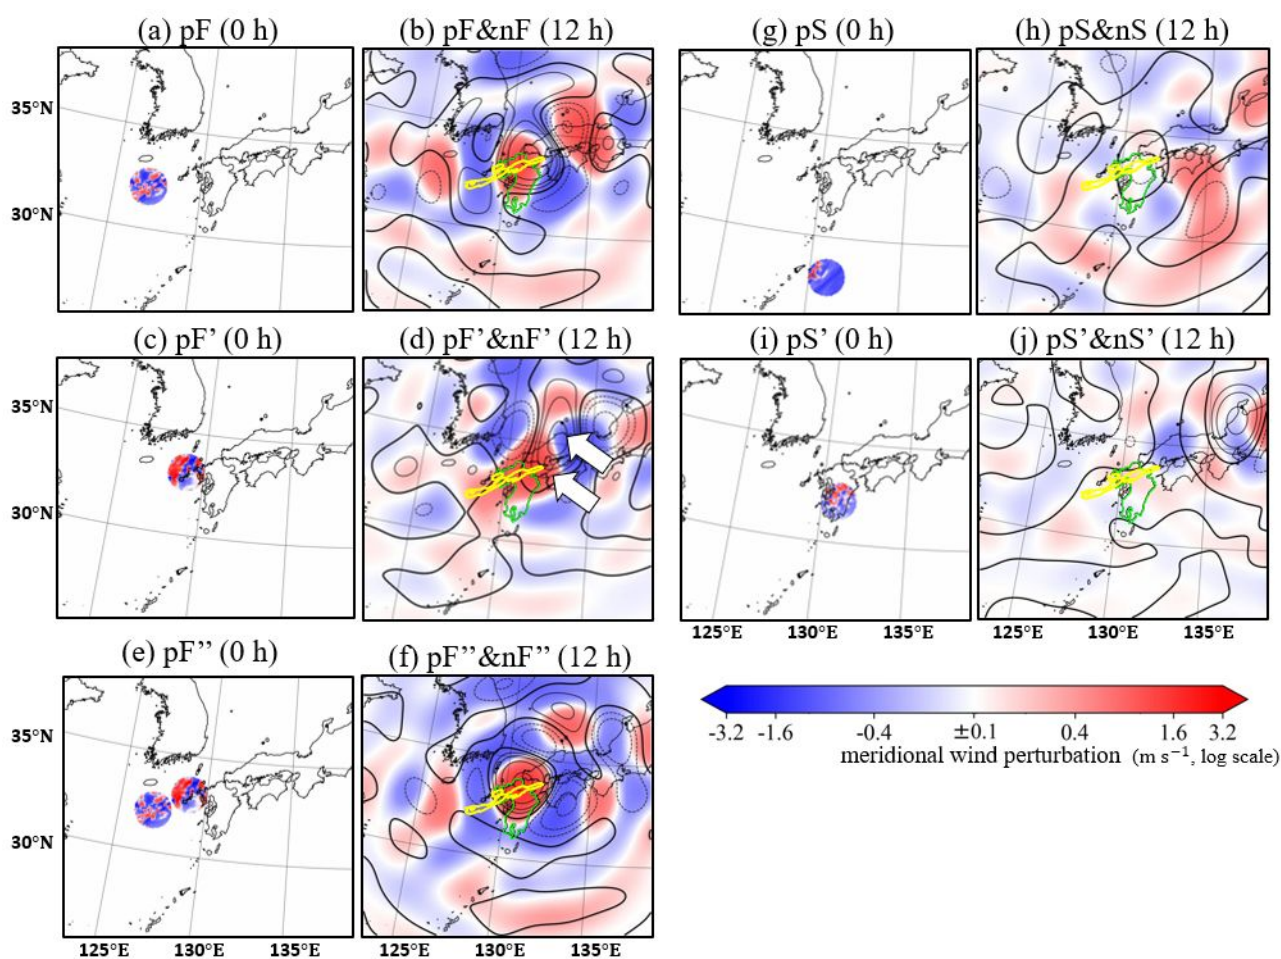 (a) pF (0 h)
(b) pF&nF (12 h)
(g) pS (0 h)
(h) pS&nS (12 h)
35°N
30°N
(c) pF’ (0 h)
(d) pF’&nF’ (12 h)
(i) pS’ (0 h)
(j) pS’&nS’ (12 h)
35°N
30°N
125°E 130°E 135°E
130°E 135°E
(e) pF’’ (0 h)
(f) pF’’&nF’’ (12 h)
35°N
30°N
125°E 130°E 135°E
125°E 130°E 135°E
-3.2 -1.6 -0.4 ±0.1 0.4 1.6 3.2
meridional wind perturbation (m s⁻¹, log scale)